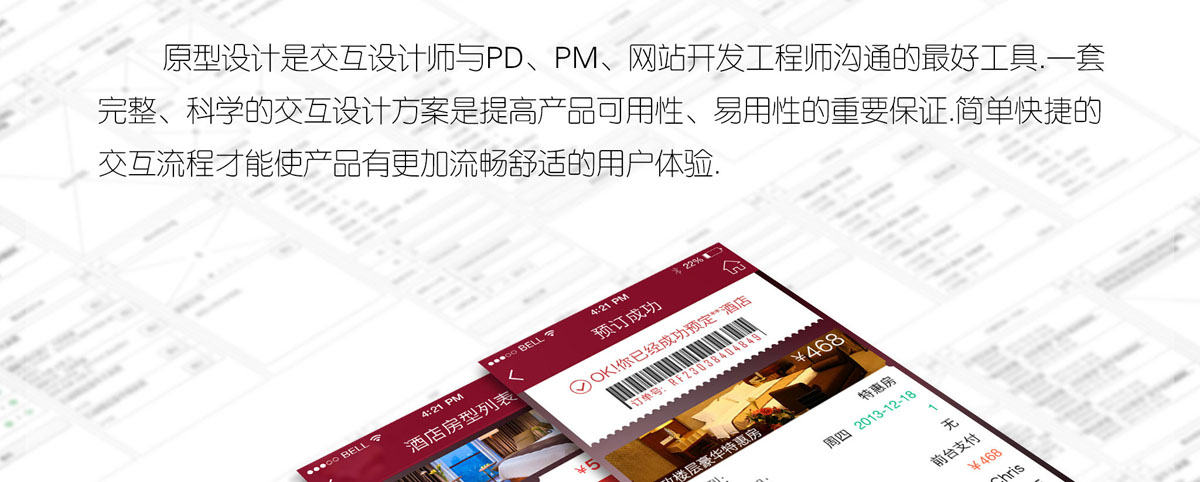 原型设计是交互设计师与PD、PM、网站开发工程师沟通的最好工具.一套
完整、科学的交互设计方案是提高产品可用性、易用性的重要保证.简单快捷的
交互流程才能使产品有更加流畅舒适的用户体验.
BELL 4:21 PM 22%
预订成功
OK!你已经成功预定**酒店
订单号: RFZ3038404849
¥468
楼层豪华特惠房
特惠房
周四 2013-12-18
1
无
前台支付
¥468
Chris
BELL 4:21 PM
酒店房型列表
¥5